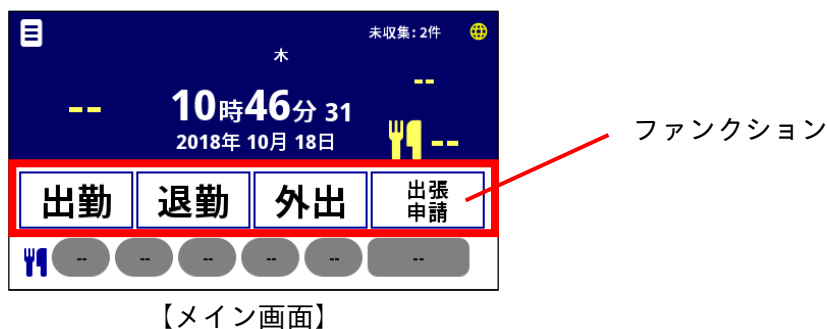 未収集: 2件
木
--
--
10時46分 31
2018年 10月 18日
--
ファンクション
出勤
退勤
外出
出張
申請
-- -- -- -- -- --
【メイン画面】